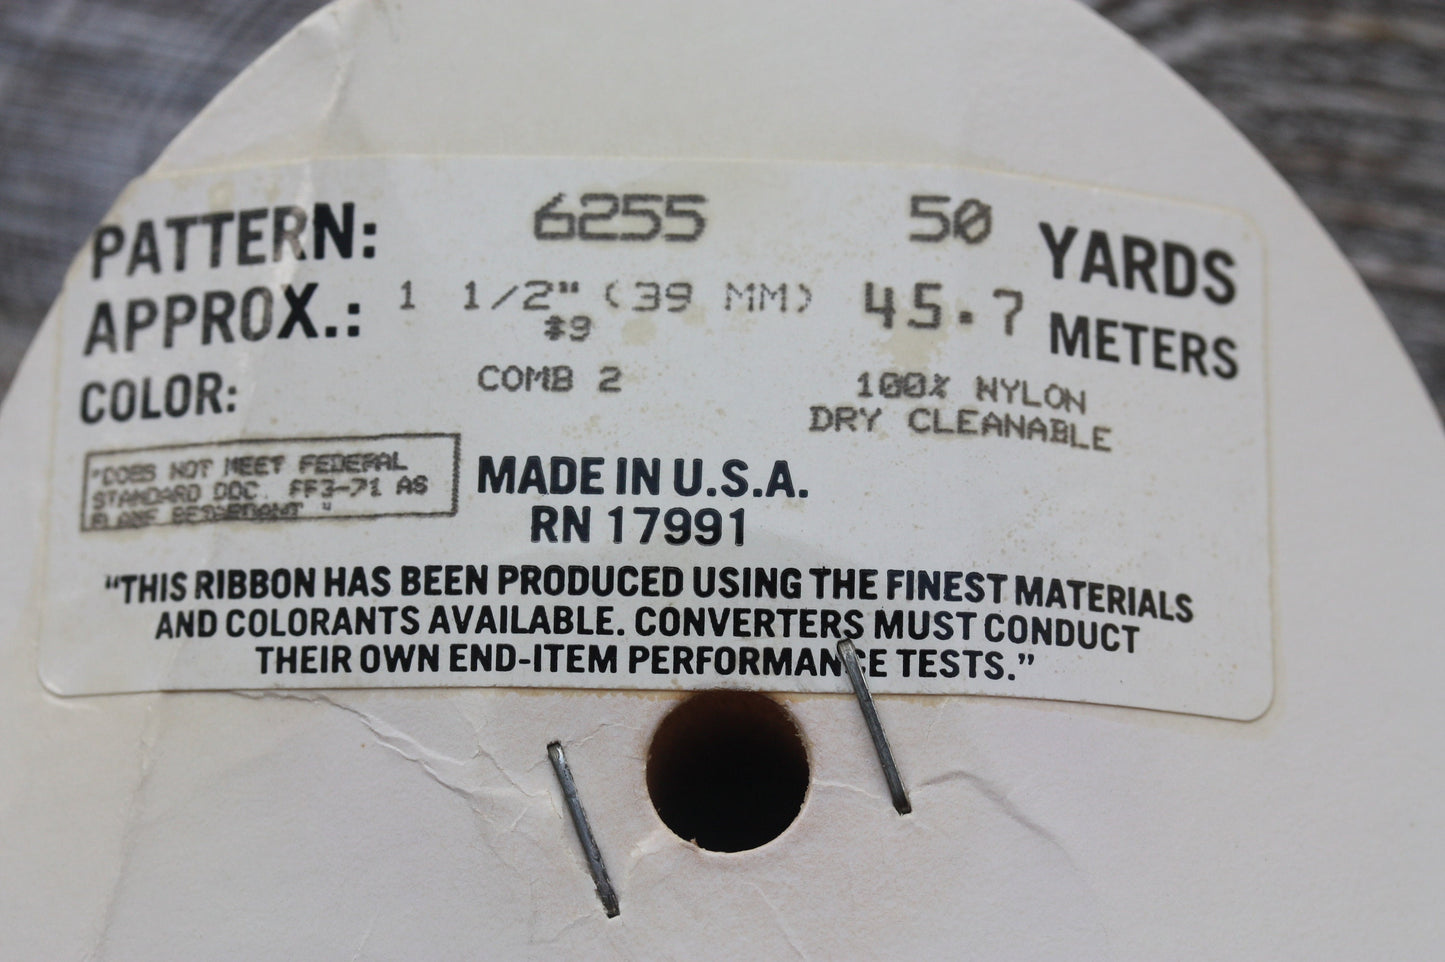 PATTERN: 6255 50 YARDS
APPROX.: 1 1/2" (39 MM) 45.7 METERS
#9
COLOR: COMB 2 100% NYLON
DRY CLEANABLE
"DOES NOT MEET FEDERAL
STANDARD DOC. FF3-71 AS
FLAME RETARDANT "
MADE IN U.S.A.
RN 17991
“THIS RIBBON HAS BEEN PRODUCED USING THE FINEST MATERIALS
AND COLORANTS AVAILABLE. CONVERTERS MUST CONDUCT
THEIR OWN END-ITEM PERFORMANCE TESTS.”